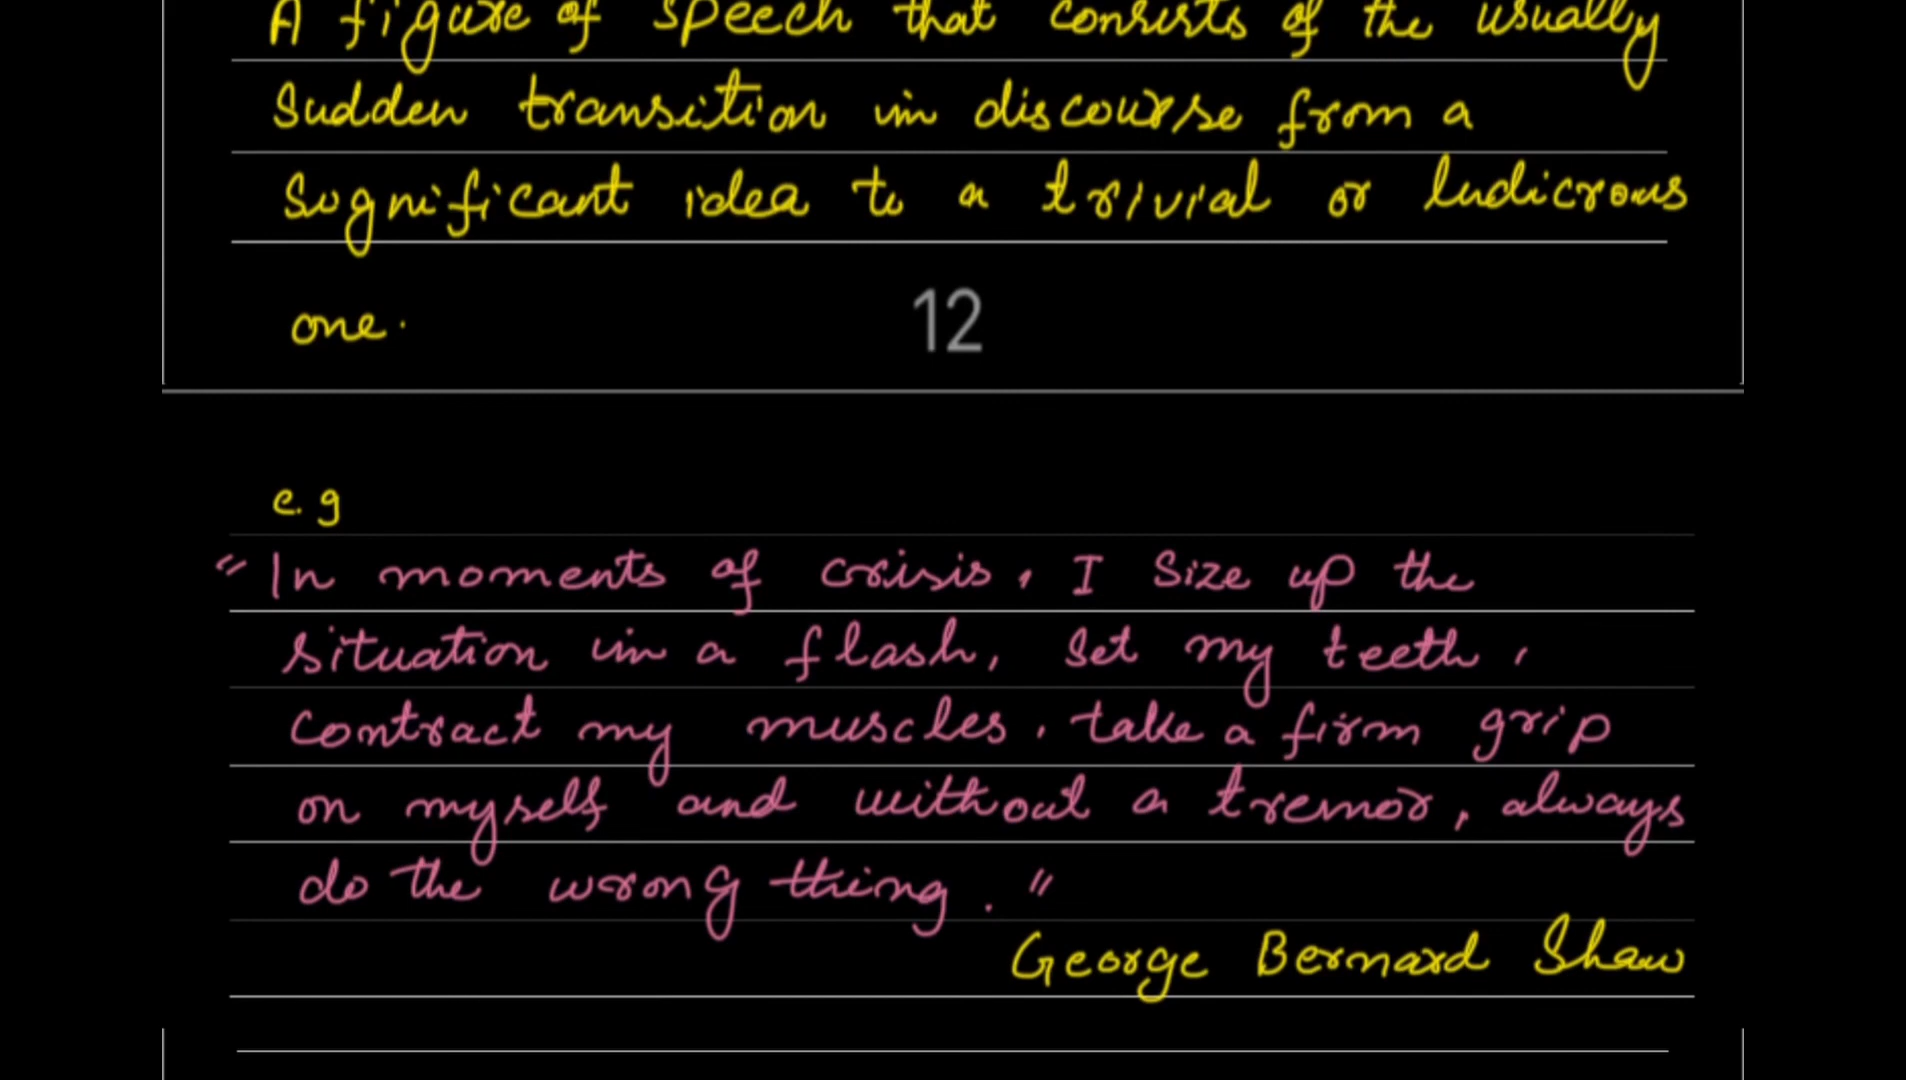 A figure of speech that consists of the usually
Sudden transition in discourse from a
Significant idea to a trivial or ludicrous
one.
12
e.g
"In moments of crisis, I Size up the
situation in a flash, Set my teeth,
contract my muscles, take a firm grip
on myself and without a tremor, always
do the wrong thing."
George Bernard Shaw